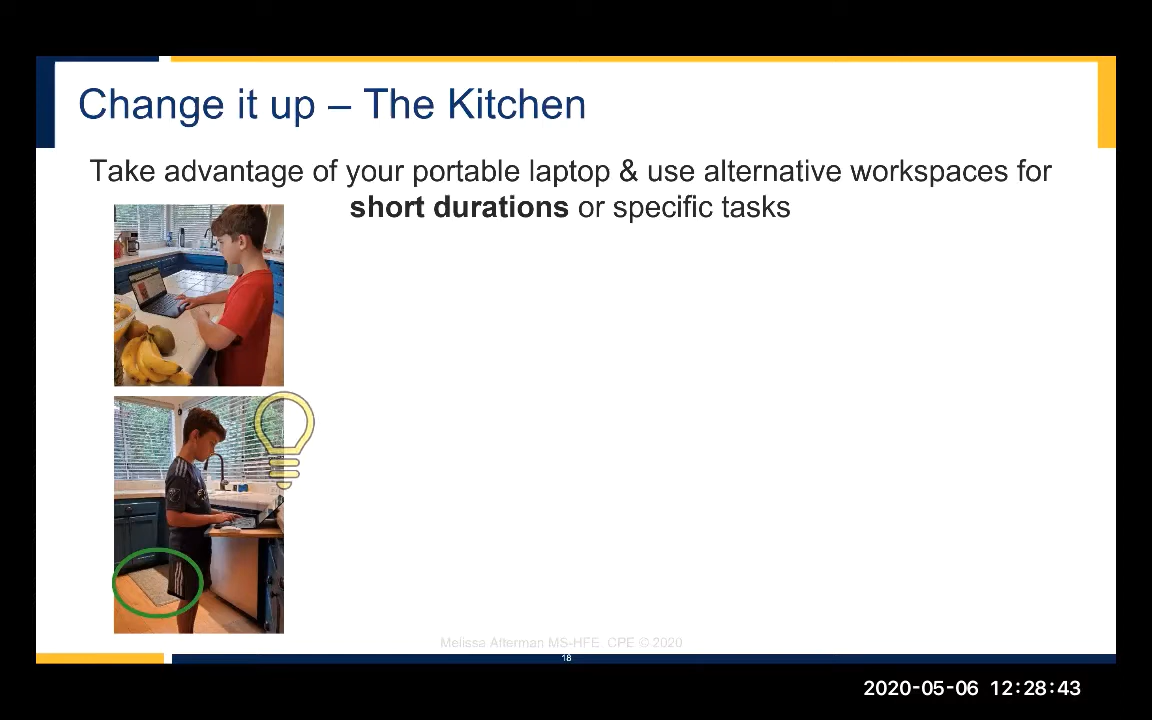 Change it up – The Kitchen
Take advantage of your portable laptop & use alternative workspaces for
short durations or specific tasks
Melissa Afterman MS-HFE, CPE © 2020
18
2020-05-06 12:28:43